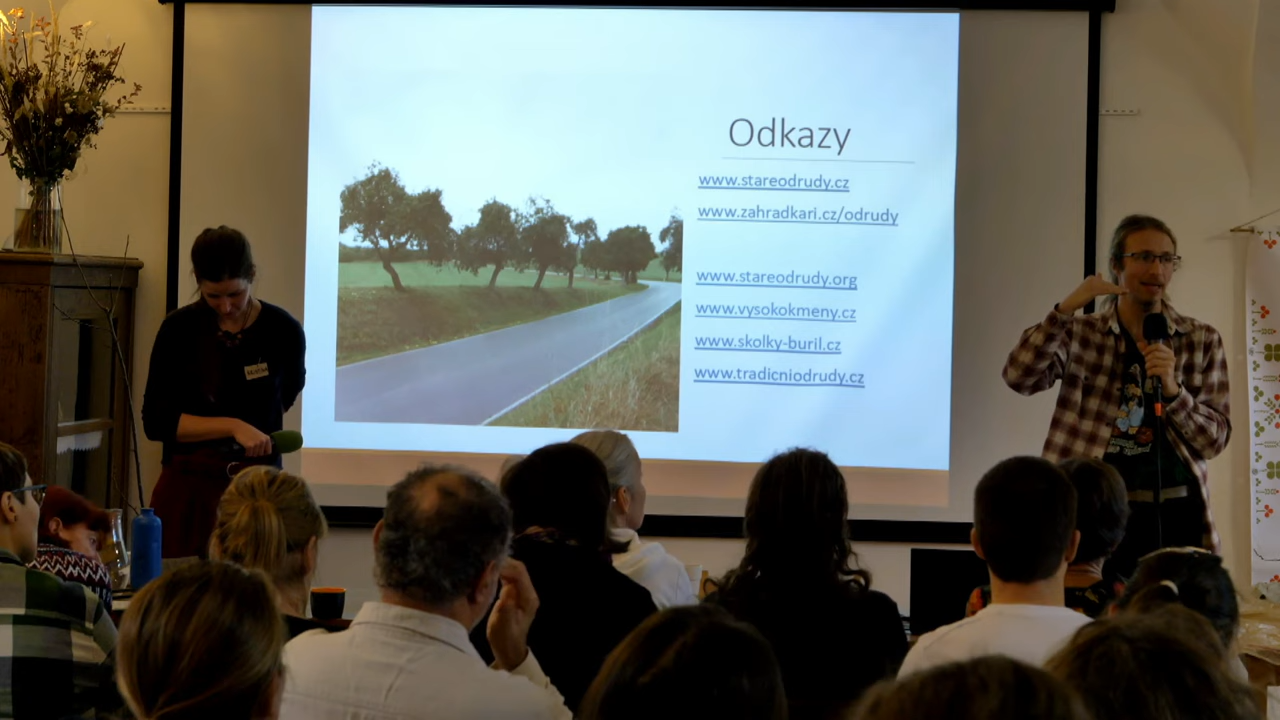 Odkazy
www.stareodrudy.cz
www.zahradkari.cz/odrudy
www.stareodrudy.org
www.vysokokmeny.cz
www.skolky-buril.cz
www.tradicniodrudy.cz